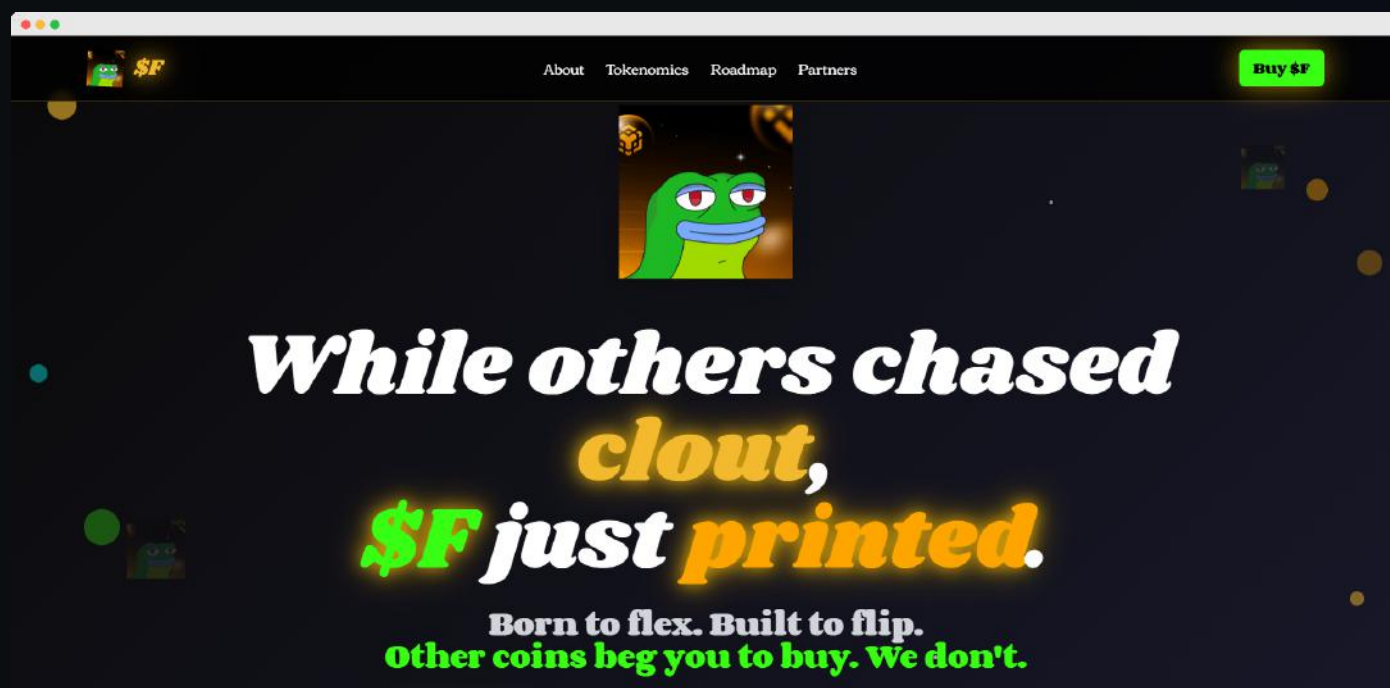 $F
About Tokenomics Roadmap Partners
Buy $F
While others chased
clout,
$F just printed.
Born to flex. Built to flip.
Other coins beg you to buy. We don't.